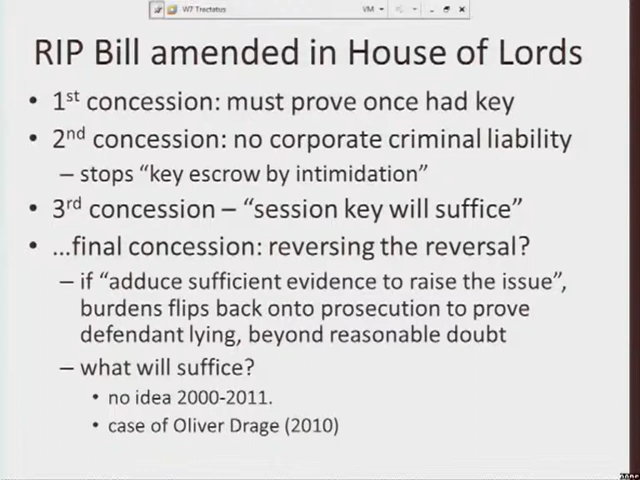 W7 Tractatus
VM
RIP Bill amended in House of Lords
• 1st concession: must prove once had key
• 2nd concession: no corporate criminal liability
– stops “key escrow by intimidation”
• 3rd concession – “session key will suffice”
• …final concession: reversing the reversal?
– if “adduce sufficient evidence to raise the issue”,
burdens flips back onto prosecution to prove
defendant lying, beyond reasonable doubt
– what will suffice?
• no idea 2000-2011.
• case of Oliver Drage (2010)